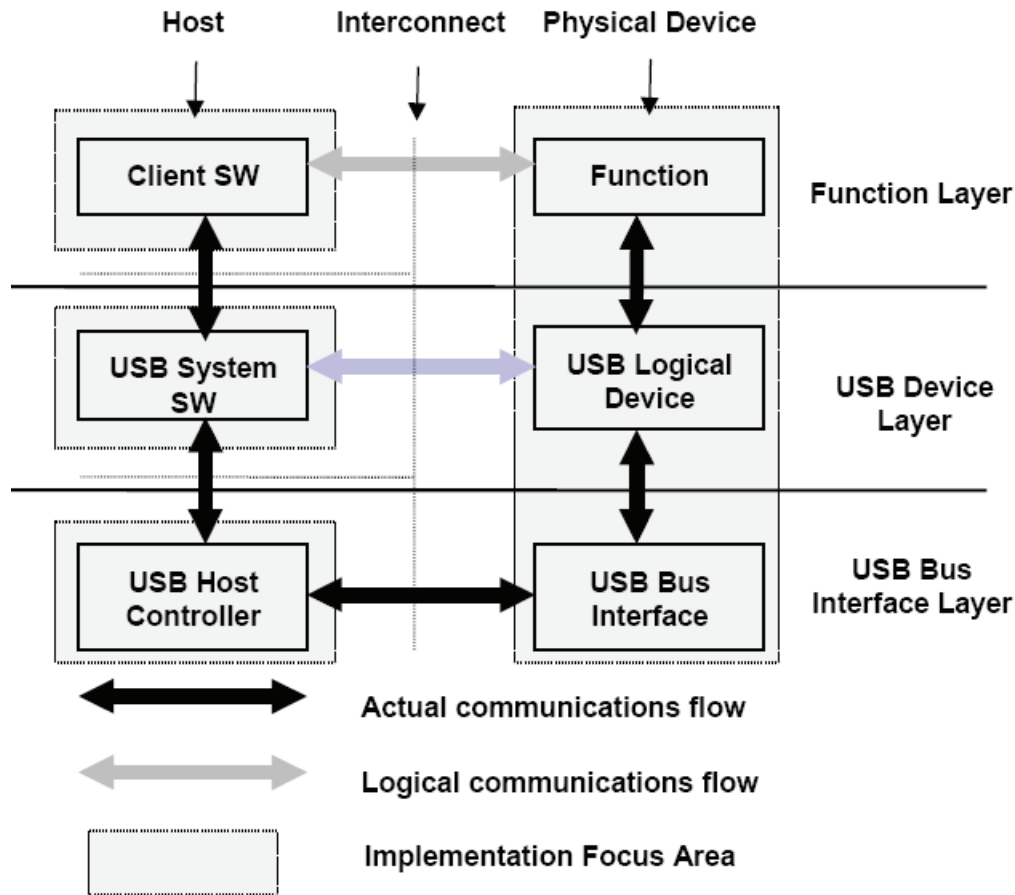 Host
Interconnect
Physical Device
Client SW
Function
Function Layer
USB System
SW
USB Logical
Device
USB Device
Layer
USB Host
Controller
USB Bus
Interface
USB Bus
Interface Layer
Actual communications flow
Logical communications flow
Implementation Focus Area